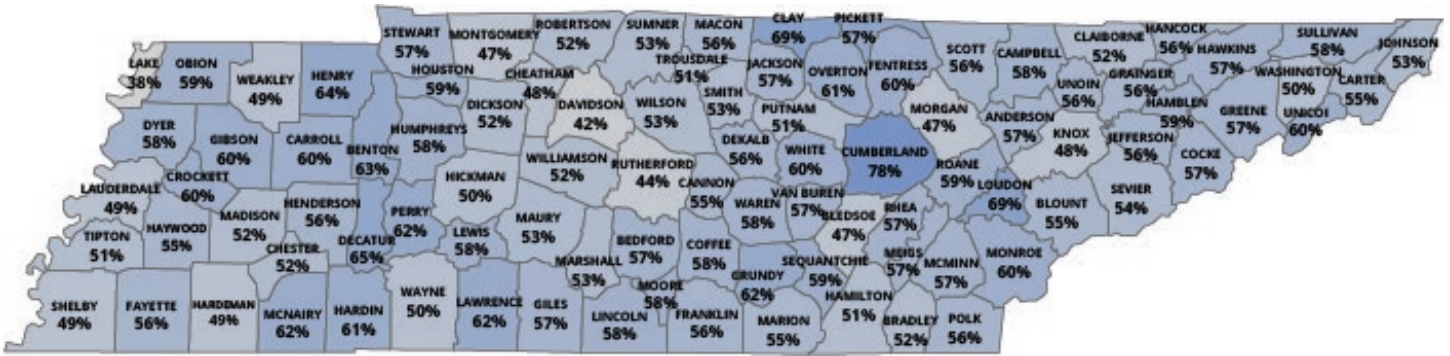 STEWART
57%
MONTGOMERY
47%
ROBERTSON
52%
SUMNER
53%
MACON
56%
CLAY
69%
PICKETT
57%
LAKE
38%
OBION
59%
WEAKLEY
49%
HENRY
64%
HOUSTON
59%
CHEATHAM
48%
TROUSDALE
51%
JACKSON
57%
OVERTON
61%
FENTRESS
60%
SCOTT
56%
CAMPBELL
58%
CLAIBORNE
52%
HANCOCK
56%
HAWKINS
57%
SULLIVAN
58%
JOHNSON
53%
DICKSON
52%
DAVIDSON
42%
WILSON
53%
SMITH
53%
PUTNAM
51%
MORGAN
47%
ANDERSON
57%
UNOIN
56%
GRAINGER
56%
HAMBLEN
59%
WASHINGTON
50%
CARTER
55%
GREENE
57%
UNICOI
60%
DYER
58%
GIBSON
60%
CARROLL
60%
BENTON
63%
HUMPHREYS
58%
WILLIAMSON
52%
RUTHERFORD
44%
DEKALB
56%
WHITE
60%
CUMBERLAND
78%
ROANE
59%
LOUDON
69%
KNOX
48%
JEFFERSON
56%
COCKE
57%
LAUDERDALE
49%
CROCKETT
60%
HICKMAN
50%
CANNON
55%
VAN BUREN
57%
BLEDSOE
47%
RHEA
57%
BLOUNT
55%
SEVIER
54%
TIPTON
51%
HAYWOOD
55%
MADISON
52%
HENDERSON
56%
DECATUR
65%
PERRY
62%
LEWIS
58%
MAURY
53%
BEDFORD
57%
COFFEE
58%
WAREN
58%
SEQUANTCHIE
59%
MEIGS
57%
MCMINN
57%
MONROE
60%
CHESTER
52%
MARSHALL
53%
MOORE
58%
GRUNDY
62%
SHELBY
49%
FAYETTE
56%
HARDEMAN
49%
MCNAIRY
62%
HARDIN
61%
WAYNE
50%
LAWRENCE
62%
GILES
57%
LINCOLN
58%
FRANKLIN
56%
MARION
55%
HAMILTON
51%
BRADLEY
52%
POLK
56%